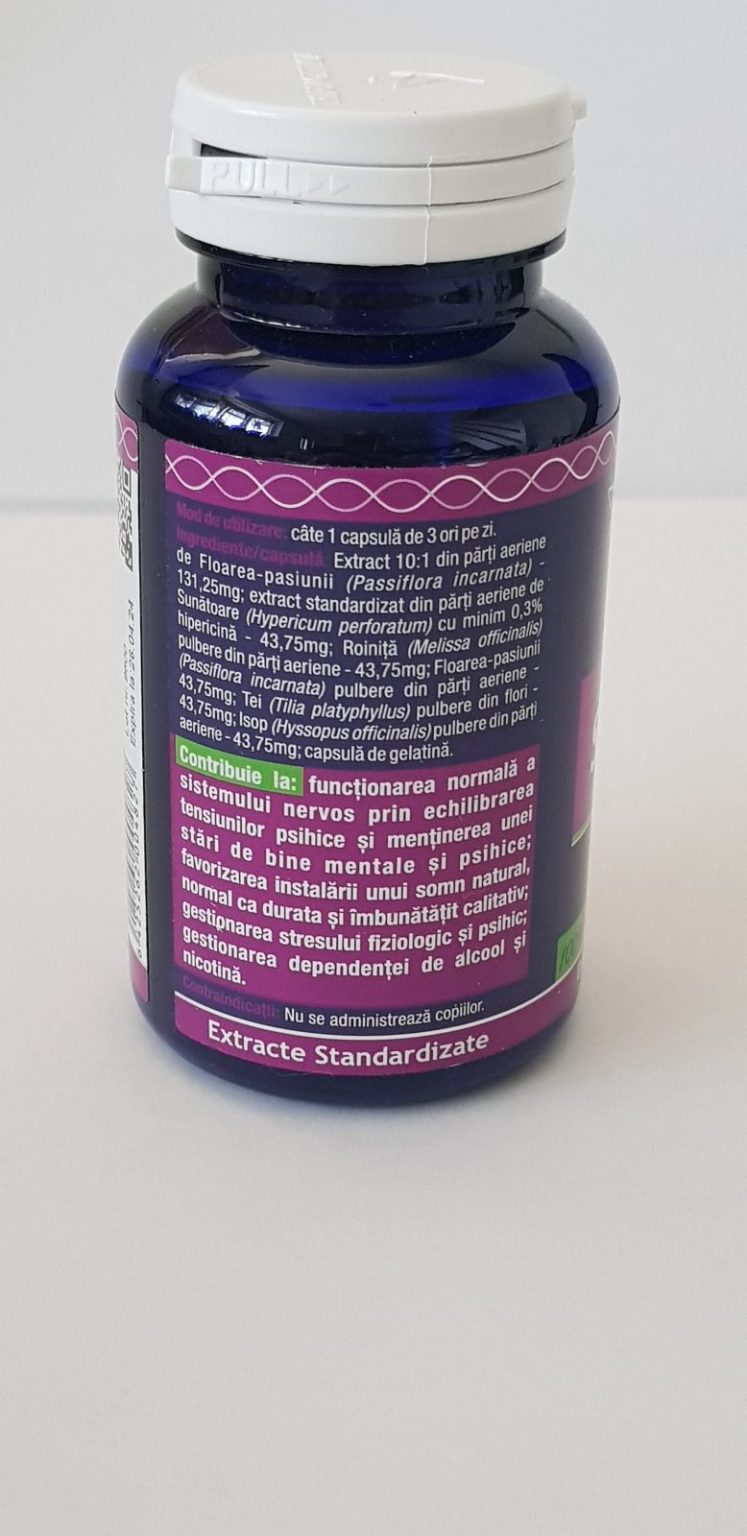 PULL
Mod de utilizare: câte 1 capsulă de 3 ori pe zi.
Ingrediente/capsulă Extract 10:1 din părți aeriene
de Floarea-pasiunii (Passiflora incarnata) -
131,25mg; extract standardizat din părți aeriene de
Sunătoare (Hypericum perforatum) cu minim 0,3%
hipericină - 43,75mg; Roiniță (Melissa officinalis)
pulbere din părți aeriene - 43,75mg; Floarea-pasiunii
(Passiflora incarnata) pulbere din părți aeriene -
43,75mg; Tei (Tilia platyphyllus) pulbere din flori -
43,75mg; Isop (Hyssopus officinalis) pulbere din părți
aeriene - 43,75mg; capsulă de gelatină.
Contribuie la: funcționarea normală a
sistemului nervos prin echilibrarea
tensiunilor psihice și menținerea unei
stări de bine mentale și psihice;
favorizarea instalării unui somn natural,
normal ca durata și îmbunătățit calitativ;
gestionarea stresului fiziologic și psihic;
gestionarea dependenței de alcool și
nicotină.
Contraindicații: Nu se administrează copiilor.
Extracte Standardizate
Expira la:26.04.24